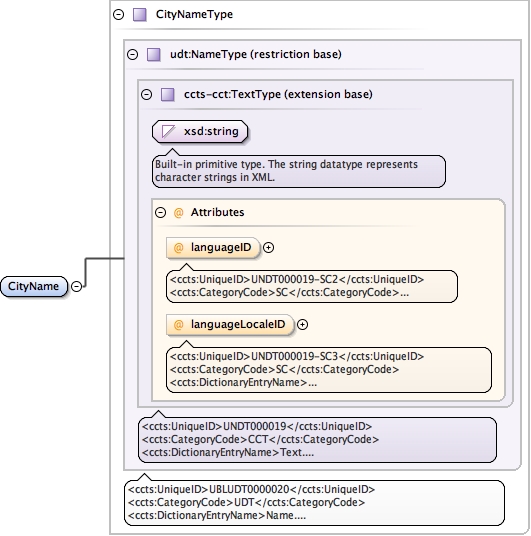 CityNameType
udt:NameType (restriction base)
ccts-cct:TextType (extension base)
xsd:string
Built-in primitive type. The string datatype represents
character strings in XML.
@ Attributes
@ languageID
<ccts:UniqueID>UNDT000019-SC2</ccts:UniqueID>
<ccts:CategoryCode>SC</ccts:CategoryCode>...
CityName
@ languageLocaleID
<ccts:UniqueID>UNDT000019-SC3</ccts:UniqueID>
<ccts:CategoryCode>SC</ccts:CategoryCode>
<ccts:DictionaryEntryName>...
<ccts:UniqueID>UNDT000019</ccts:UniqueID>
<ccts:CategoryCode>CCT</ccts:CategoryCode>
<ccts:DictionaryEntryName>Text....
<ccts:UniqueID>UBLUDT0000020</ccts:UniqueID>
<ccts:CategoryCode>UDT</ccts:CategoryCode>
<ccts:DictionaryEntryName>Name....